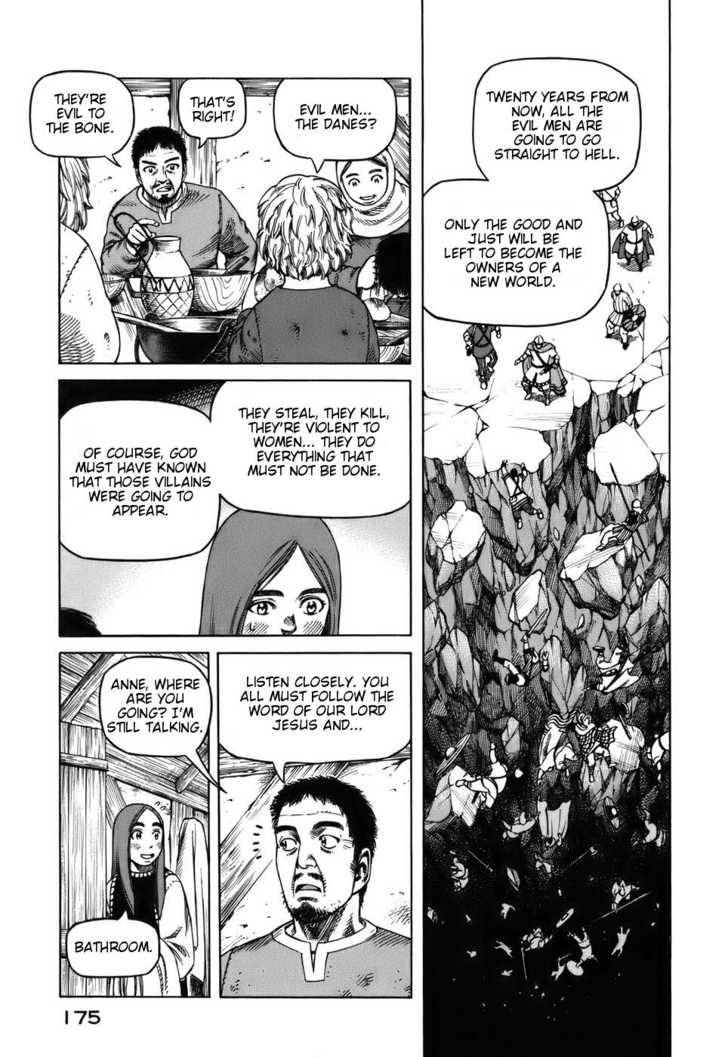 TWENTY YEARS FROM
NOW, ALL THE
EVIL MEN ARE
GOING TO GO
STRAIGHT TO HELL.
ONLY THE GOOD AND
JUST WILL BE
LEFT TO BECOME THE
OWNERS OF A
NEW WORLD.
EVIL MEN...
THE DANES?
THAT'S
RIGHT!
THEY'RE
EVIL TO
THE BONE.
THEY STEAL, THEY KILL,
THEY'RE VIOLENT TO
WOMEN... THEY DO
EVERYTHING THAT
MUST NOT BE DONE.
OF COURSE, GOD
MUST HAVE KNOWN
THAT THOSE VILLAINS
WERE GOING TO
APPEAR.
LISTEN CLOSELY. YOU
ALL MUST FOLLOW THE
WORD OF OUR LORD
JESUS AND...
ANNE, WHERE
ARE YOU
GOING? I'M
STILL TALKING.
BATHROOM.
175